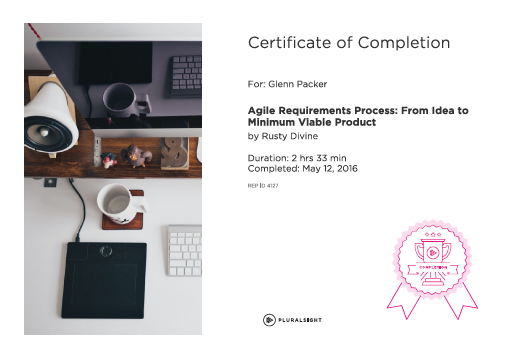 Certificate of Completion
For: Glenn Packer
Agile Requirements Process: From Idea to
Minimum Viable Product
by Rusty Divine
Duration: 2 hrs 33 min
Completed: May 12, 2016
REP ID 4127
COMPLETION
PLURALSIGHT